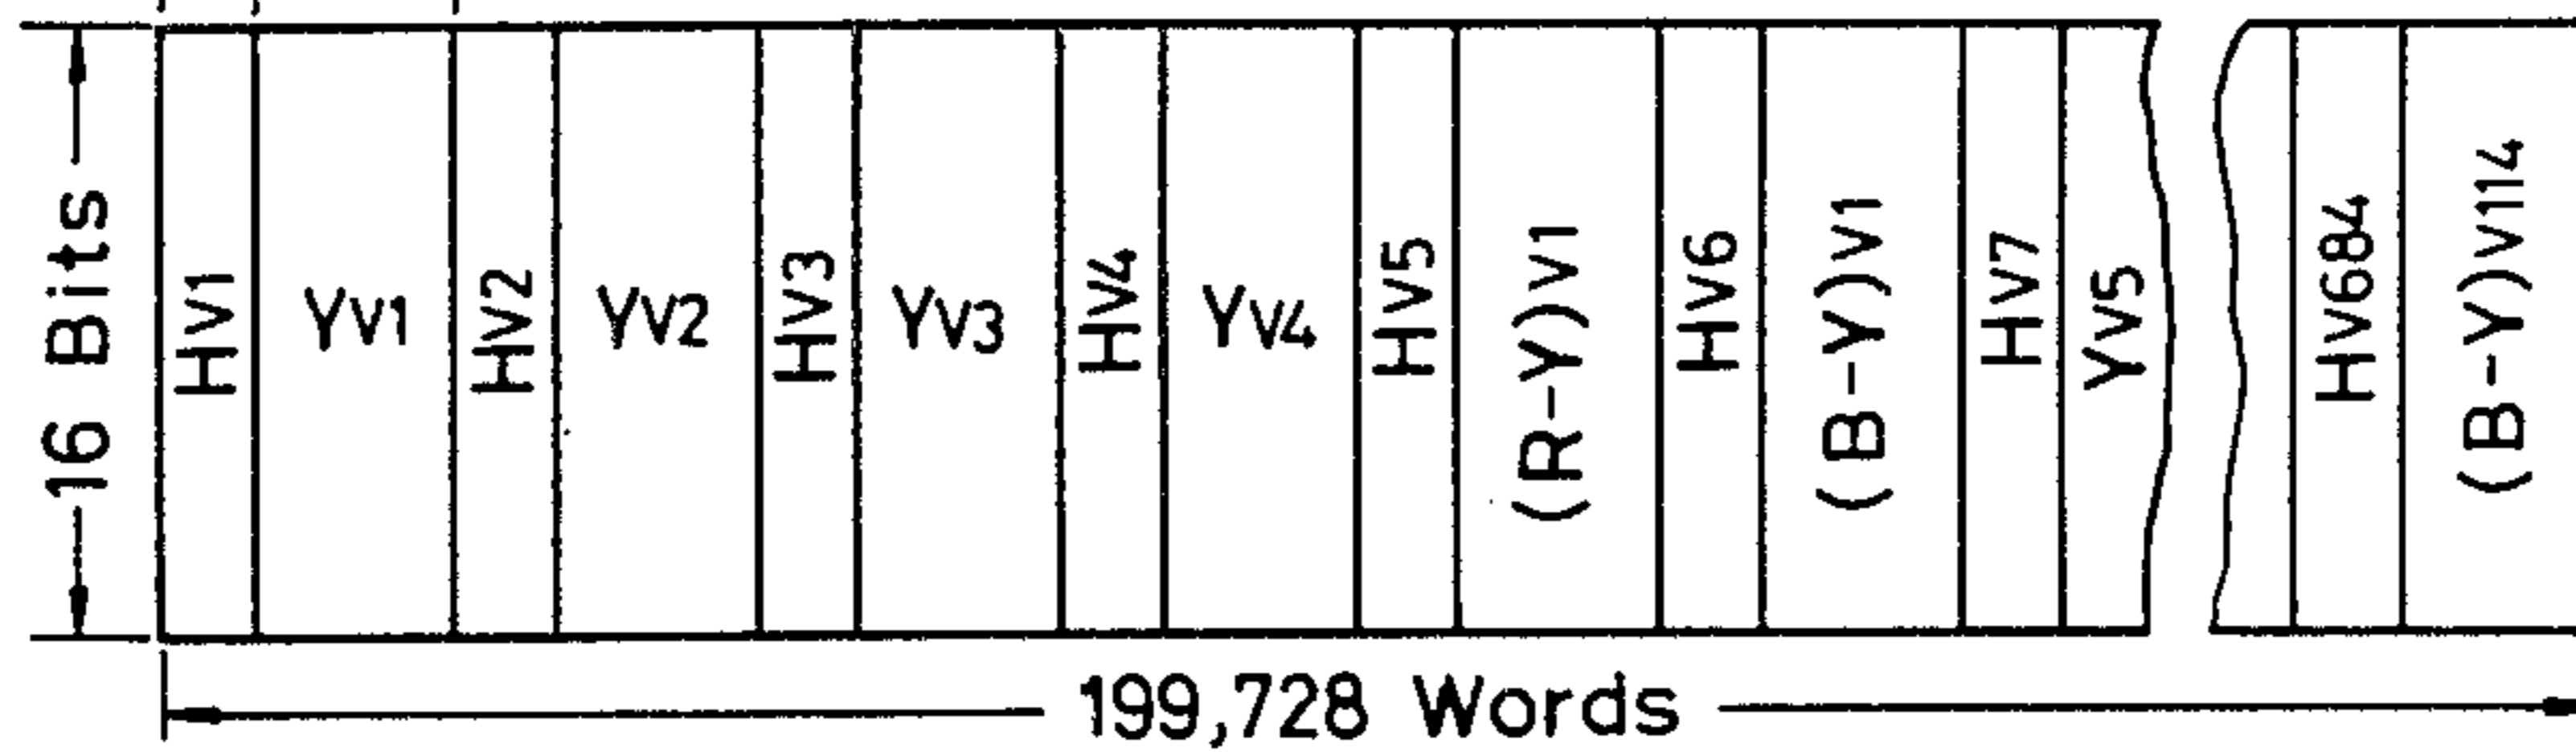 16 Bits
HV1
YV1
HV2
YV2
HV3
YV3
HV4
YV4
HV5
(R-Y)V1
HV6
(B-Y)V1
HV7
YV5
HV684
(B-Y)V114
199,728 Words